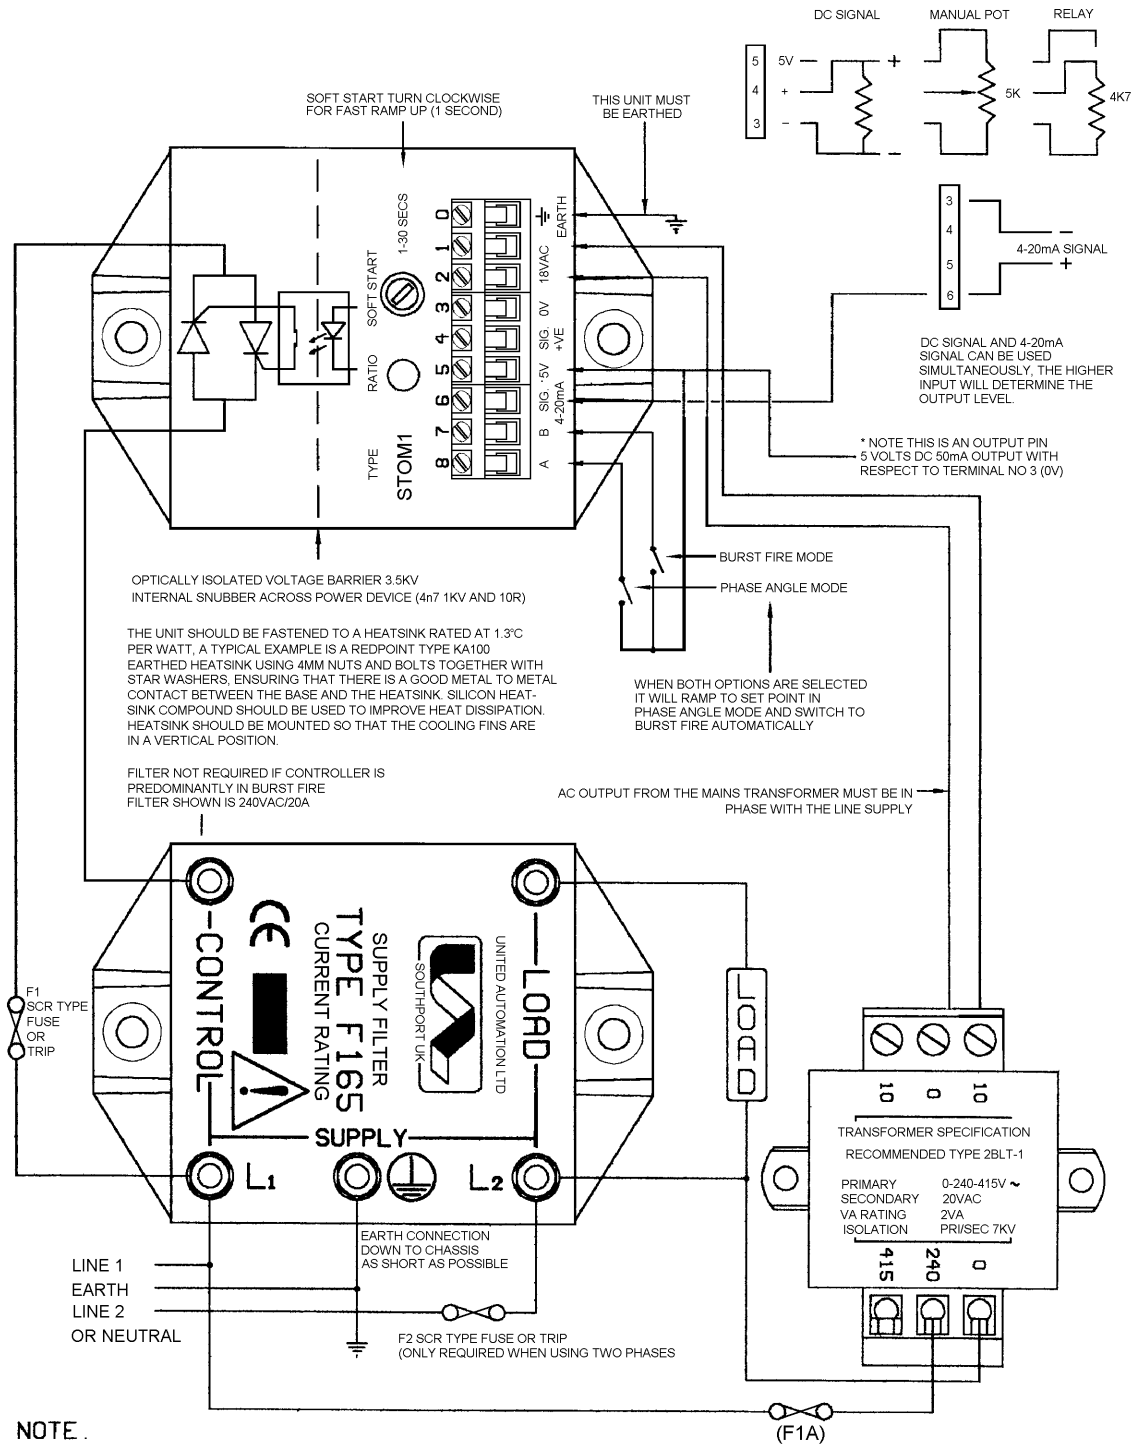 DC SIGNAL
MANUAL POT
RELAY
5
5V
+
4
+
5K
4K7
3
−
−
SOFT START TURN CLOCKWISE
FOR FAST RAMP UP (1 SECOND)
THIS UNIT MUST
BE EARTHED
3
4
−
4-20mA SIGNAL
5
+
6
DC SIGNAL AND 4-20mA
SIGNAL CAN BE USED
SIMULTANEOUSLY, THE HIGHER
INPUT WILL DETERMINE THE
OUTPUT LEVEL.
1-30 SECS
SOFT START
RATIO
TYPE
STOM1
0
1
2
3
4
5
6
7
8
EARTH
18VAC
0V
SIG.
+VE
*5V
SIG.
4-20mA
B
A
* NOTE THIS IS AN OUTPUT PIN
5 VOLTS DC 50mA OUTPUT WITH
RESPECT TO TERMINAL NO 3 (0V)
BURST FIRE MODE
PHASE ANGLE MODE
OPTICALLY ISOLATED VOLTAGE BARRIER 3.5KV
INTERNAL SNUBBER ACROSS POWER DEVICE (4n7 1KV AND 10R)
THE UNIT SHOULD BE FASTENED TO A HEATSINK RATED AT 1.3°C
PER WATT, A TYPICAL EXAMPLE IS A REDPOINT TYPE KA100
EARTHED HEATSINK USING 4MM NUTS AND BOLTS TOGETHER WITH
STAR WASHERS, ENSURING THAT THERE IS A GOOD METAL TO METAL
CONTACT BETWEEN THE BASE AND THE HEATSINK. SILICON HEAT-
SINK COMPOUND SHOULD BE USED TO IMPROVE HEAT DISSIPATION.
HEATSINK SHOULD BE MOUNTED SO THAT THE COOLING FINS ARE
IN A VERTICAL POSITION.
WHEN BOTH OPTIONS ARE SELECTED
IT WILL RAMP TO SET POINT IN
PHASE ANGLE MODE AND SWITCH TO
BURST FIRE AUTOMATICALLY
FILTER NOT REQUIRED IF CONTROLLER IS
PREDOMINANTLY IN BURST FIRE
FILTER SHOWN IS 240VAC/20A
AC OUTPUT FROM THE MAINS TRANSFORMER MUST BE IN
PHASE WITH THE LINE SUPPLY
CONTROL
CE
!
CURRENT RATING
TYPE F165
SUPPLY FILTER
SOUTHPORT UK
UNITED AUTOMATION LTD
LOAD
SUPPLY
L1
L2
F1
SCR TYPE
FUSE
OR
TRIP
LOAD
10
0
10
TRANSFORMER SPECIFICATION
RECOMMENDED TYPE 2BLT-1
PRIMARY 0-240-415V ~
SECONDARY 20VAC
VA RATING 2VA
ISOLATION PRI/SEC 7KV
415
240
0
EARTH CONNECTION
DOWN TO CHASSIS
AS SHORT AS POSSIBLE
LINE 1
EARTH
LINE 2
OR NEUTRAL
F2 SCR TYPE FUSE OR TRIP
(ONLY REQUIRED WHEN USING TWO PHASES
(F1A)
NOTE.